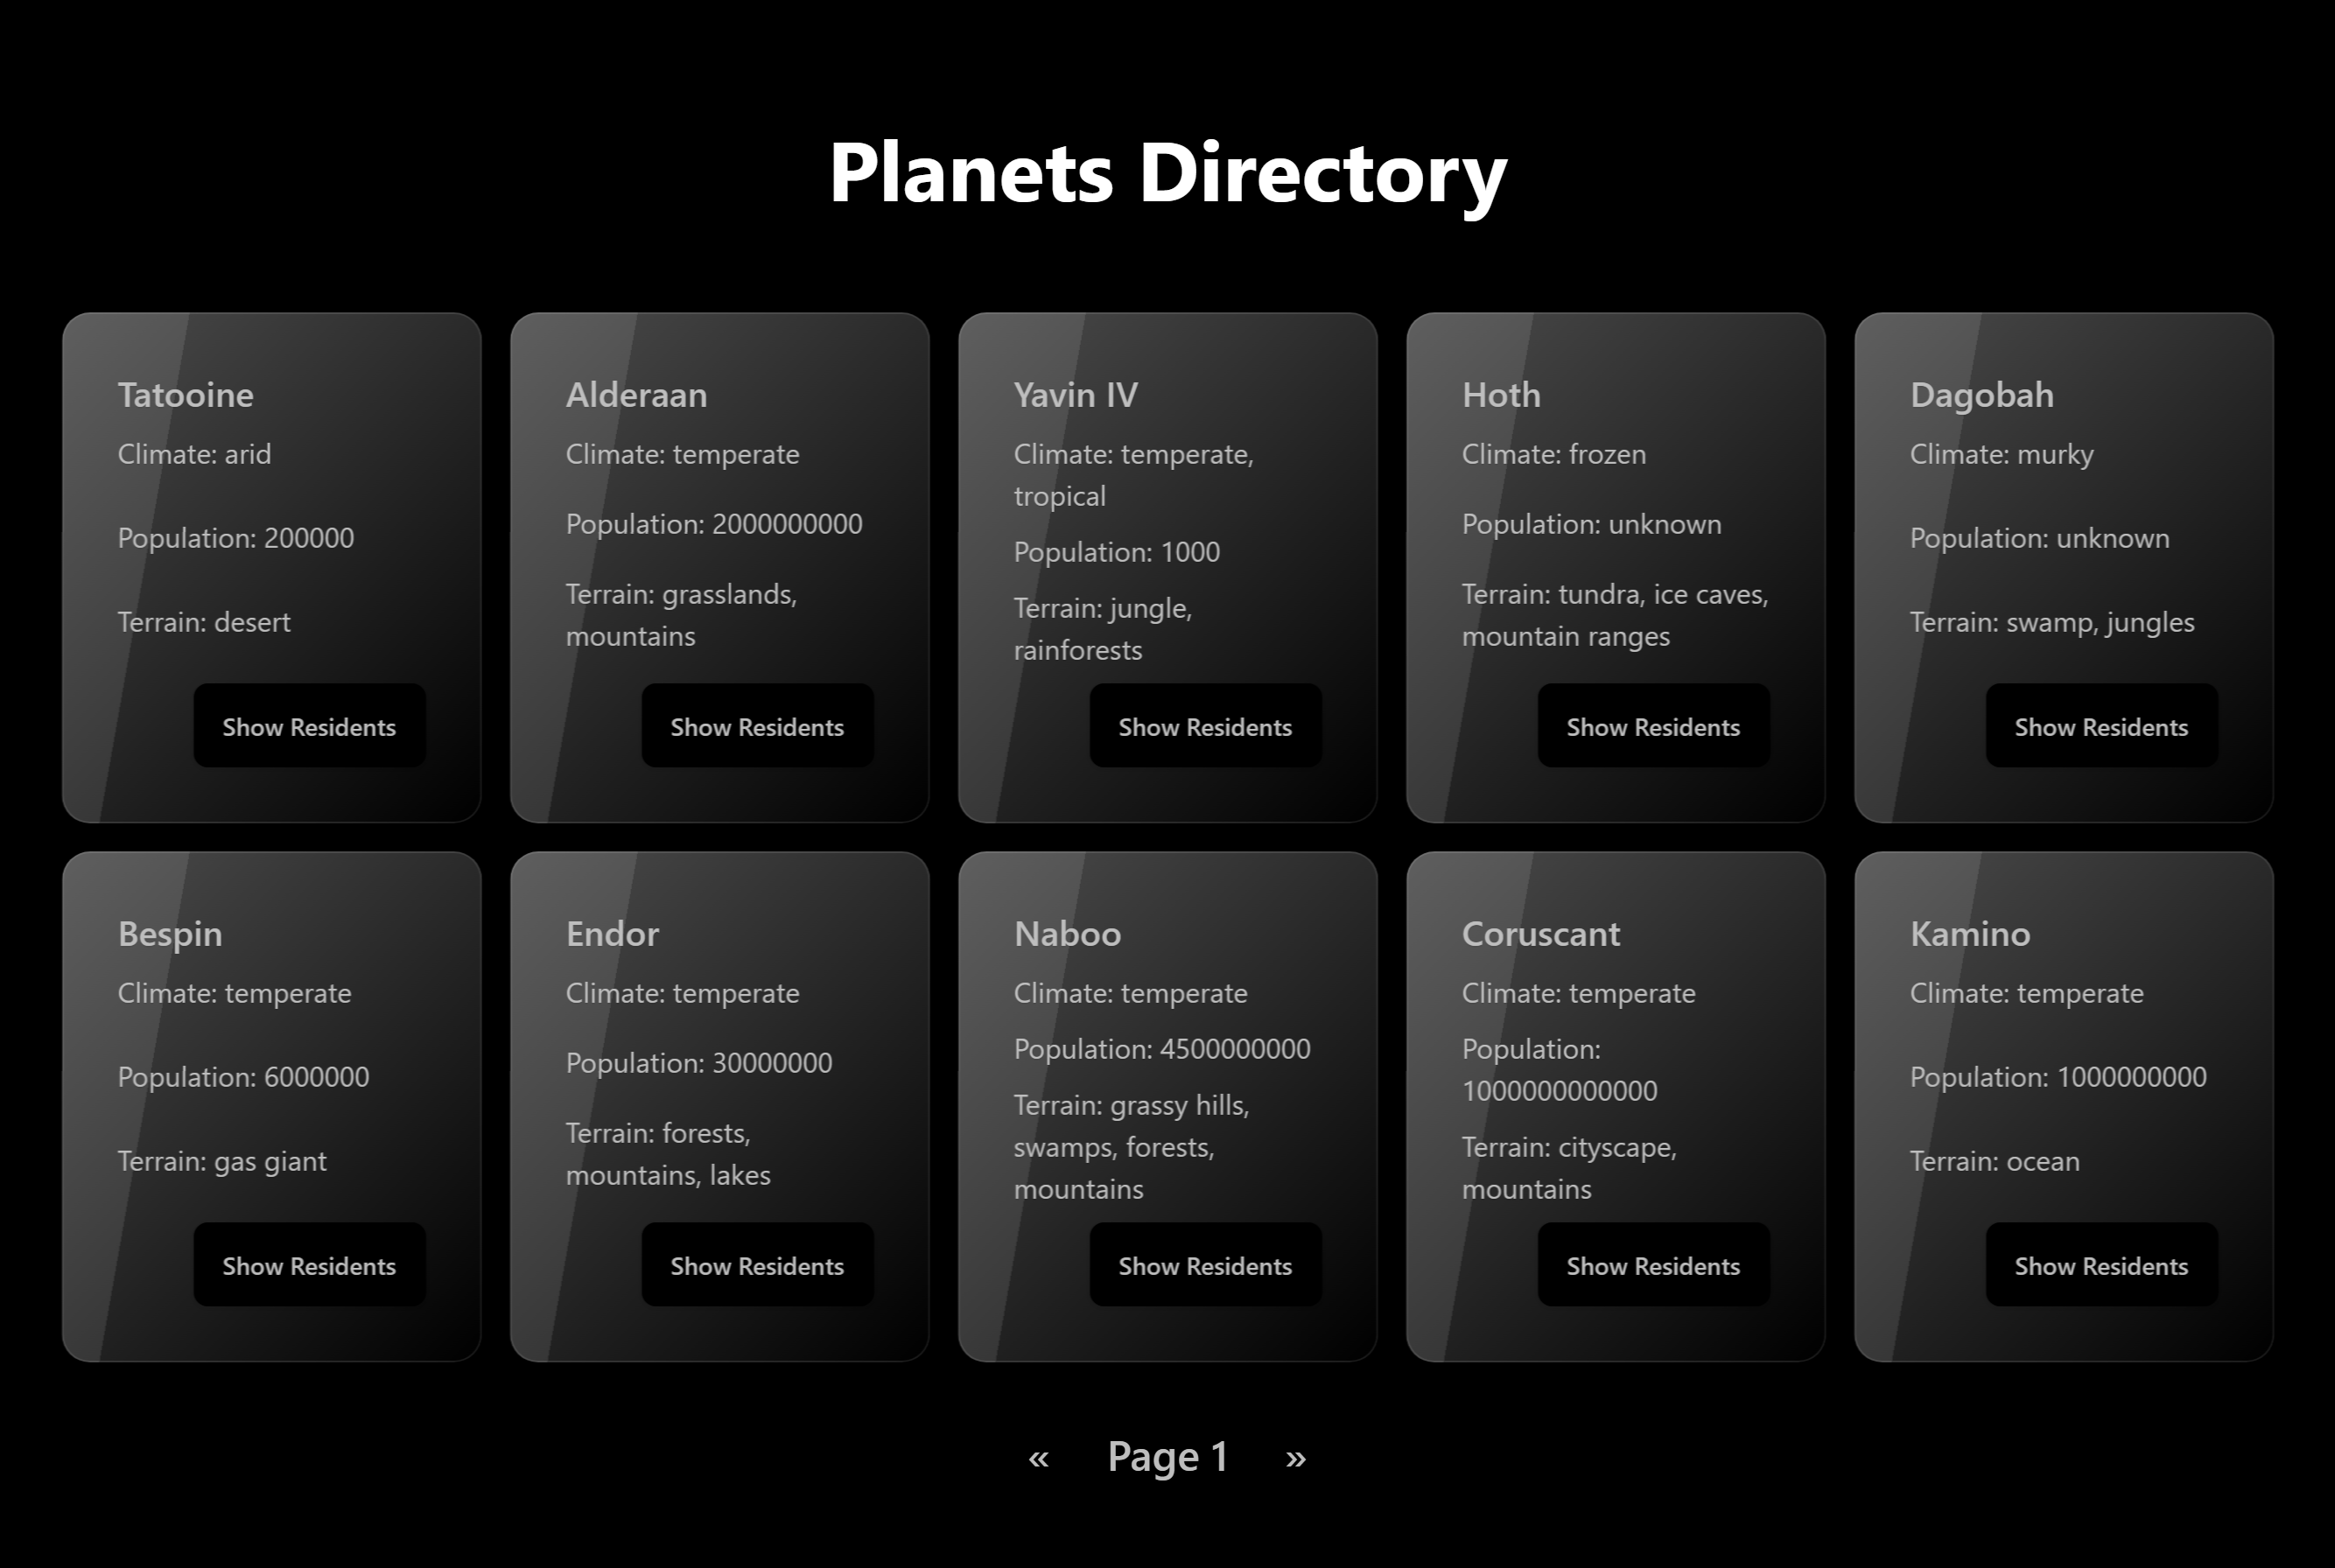 Planets Directory
Tatooine
Climate: arid
Population: 200000
Terrain: desert
Show Residents
Alderaan
Climate: temperate
Population: 2000000000
Terrain: grasslands,
mountains
Show Residents
Yavin IV
Climate: temperate,
tropical
Population: 1000
Terrain: jungle,
rainforests
Show Residents
Hoth
Climate: frozen
Population: unknown
Terrain: tundra, ice caves,
mountain ranges
Show Residents
Dagobah
Climate: murky
Population: unknown
Terrain: swamp, jungles
Show Residents
Bespin
Climate: temperate
Population: 6000000
Terrain: gas giant
Show Residents
Endor
Climate: temperate
Population: 30000000
Terrain: forests,
mountains, lakes
Show Residents
Naboo
Climate: temperate
Population: 4500000000
Terrain: grassy hills,
swamps, forests,
mountains
Show Residents
Coruscant
Climate: temperate
Population:
1000000000000
Terrain: cityscape,
mountains
Show Residents
Kamino
Climate: temperate
Population: 1000000000
Terrain: ocean
Show Residents
« Page 1 »